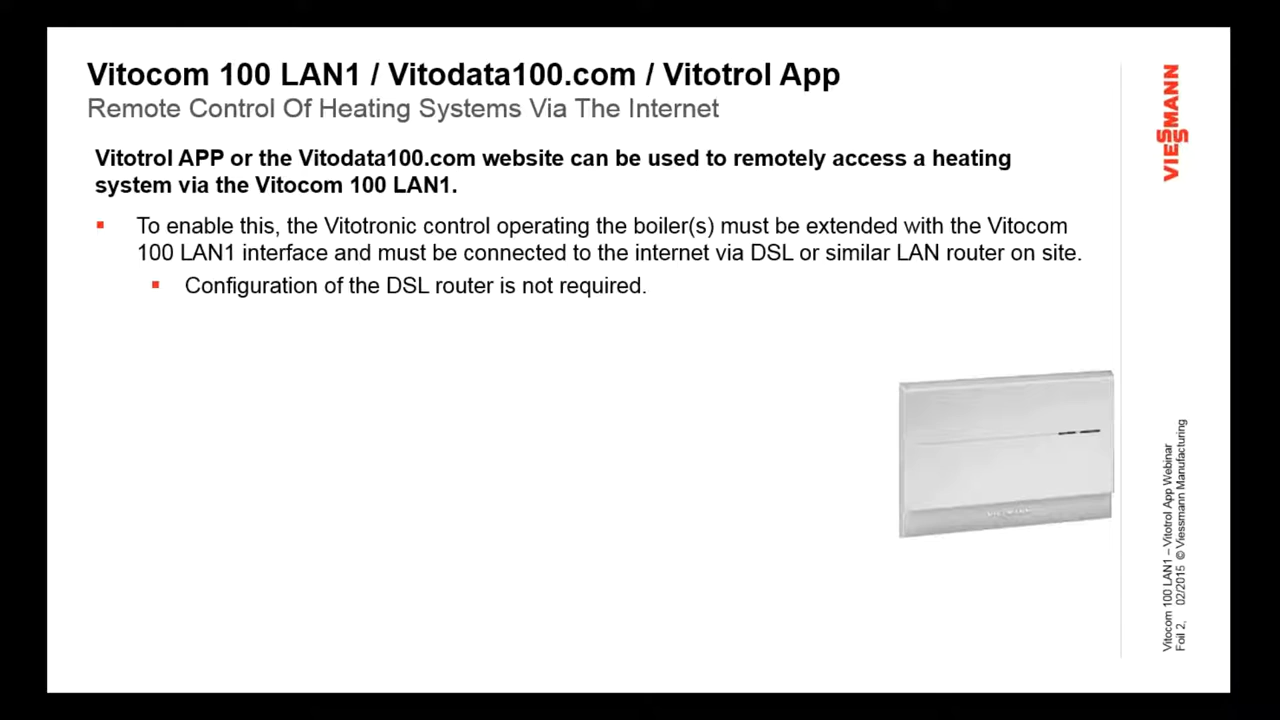 Vitocom 100 LAN1 / Vitodata100.com / Vitotrol App
Remote Control Of Heating Systems Via The Internet
Vitotrol APP or the Vitodata100.com website can be used to remotely access a heating
system via the Vitocom 100 LAN1.
To enable this, the Vitotronic control operating the boiler(s) must be extended with the Vitocom
100 LAN1 interface and must be connected to the internet via DSL or similar LAN router on site.
Configuration of the DSL router is not required.
VIESSMANN
Vitocom 100 LAN1 – Vitotrol App Webinar
Foil 2, 02/2015 © Viessmann Manufacturing